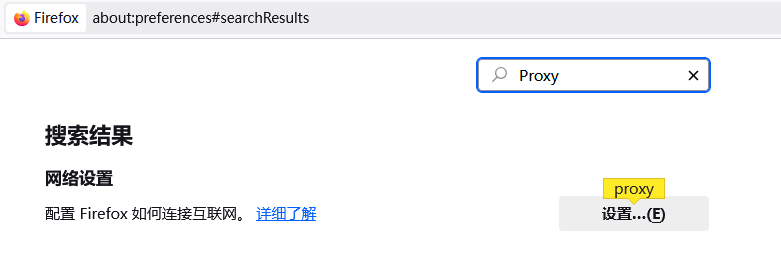 Firefox about:preferences#searchResults
Proxy
搜索结果
网络设置
proxy
配置 Firefox 如何连接互联网。 详细了解 设置…(E)